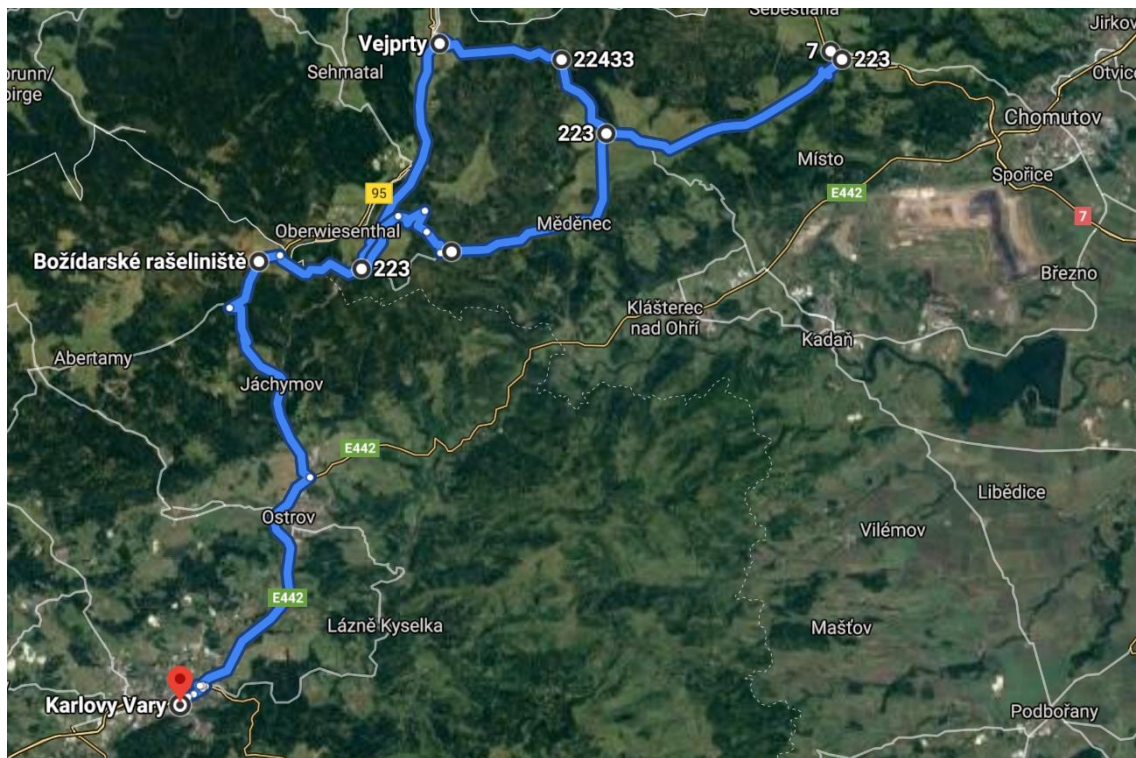 Sebestiána
Jirkov
Vejprty
7
223
22433
Sehmatal
Otvice
brunn/
birge
Chomutov
223
Místo
Spořice
E442
95
7
Oberwiesenthal
Měděnec
Božídarské rašeliniště
223
Březno
Klášterec
nad Ohří
Kadaň
Abertamy
Jáchymov
E442
Libědice
Ostrov
Vilémov
E442
Lázně Kyselka
Mašťov
Karlovy Vary
Podbořany